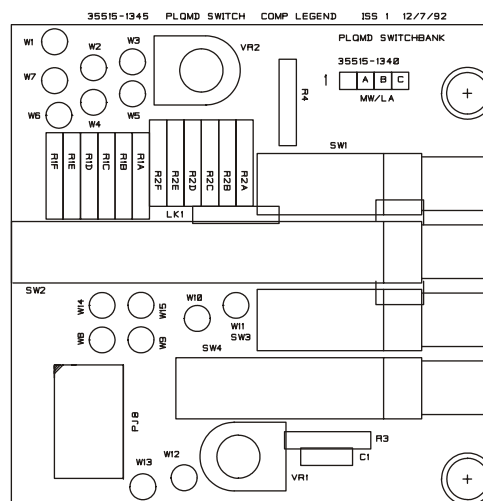 35515-1345 PLQMD SWITCH COMP LEGEND ISS 1 12/7/92
W1
W2
W3
VR2
PLQMD SWITCHBANK
W7
35515-1340
R4
1
A B C
MW/LA
W6
W4
W5
R1F
R1E
R1D
R1C
R1B
R1A
R2F
R2E
R2D
R2C
R2B
R2A
SW1
LK1
SW2
W14
W15
W10
W11
W8
W9
SW3
SW4
PJ8
R3
C1
W13
W12
VR1